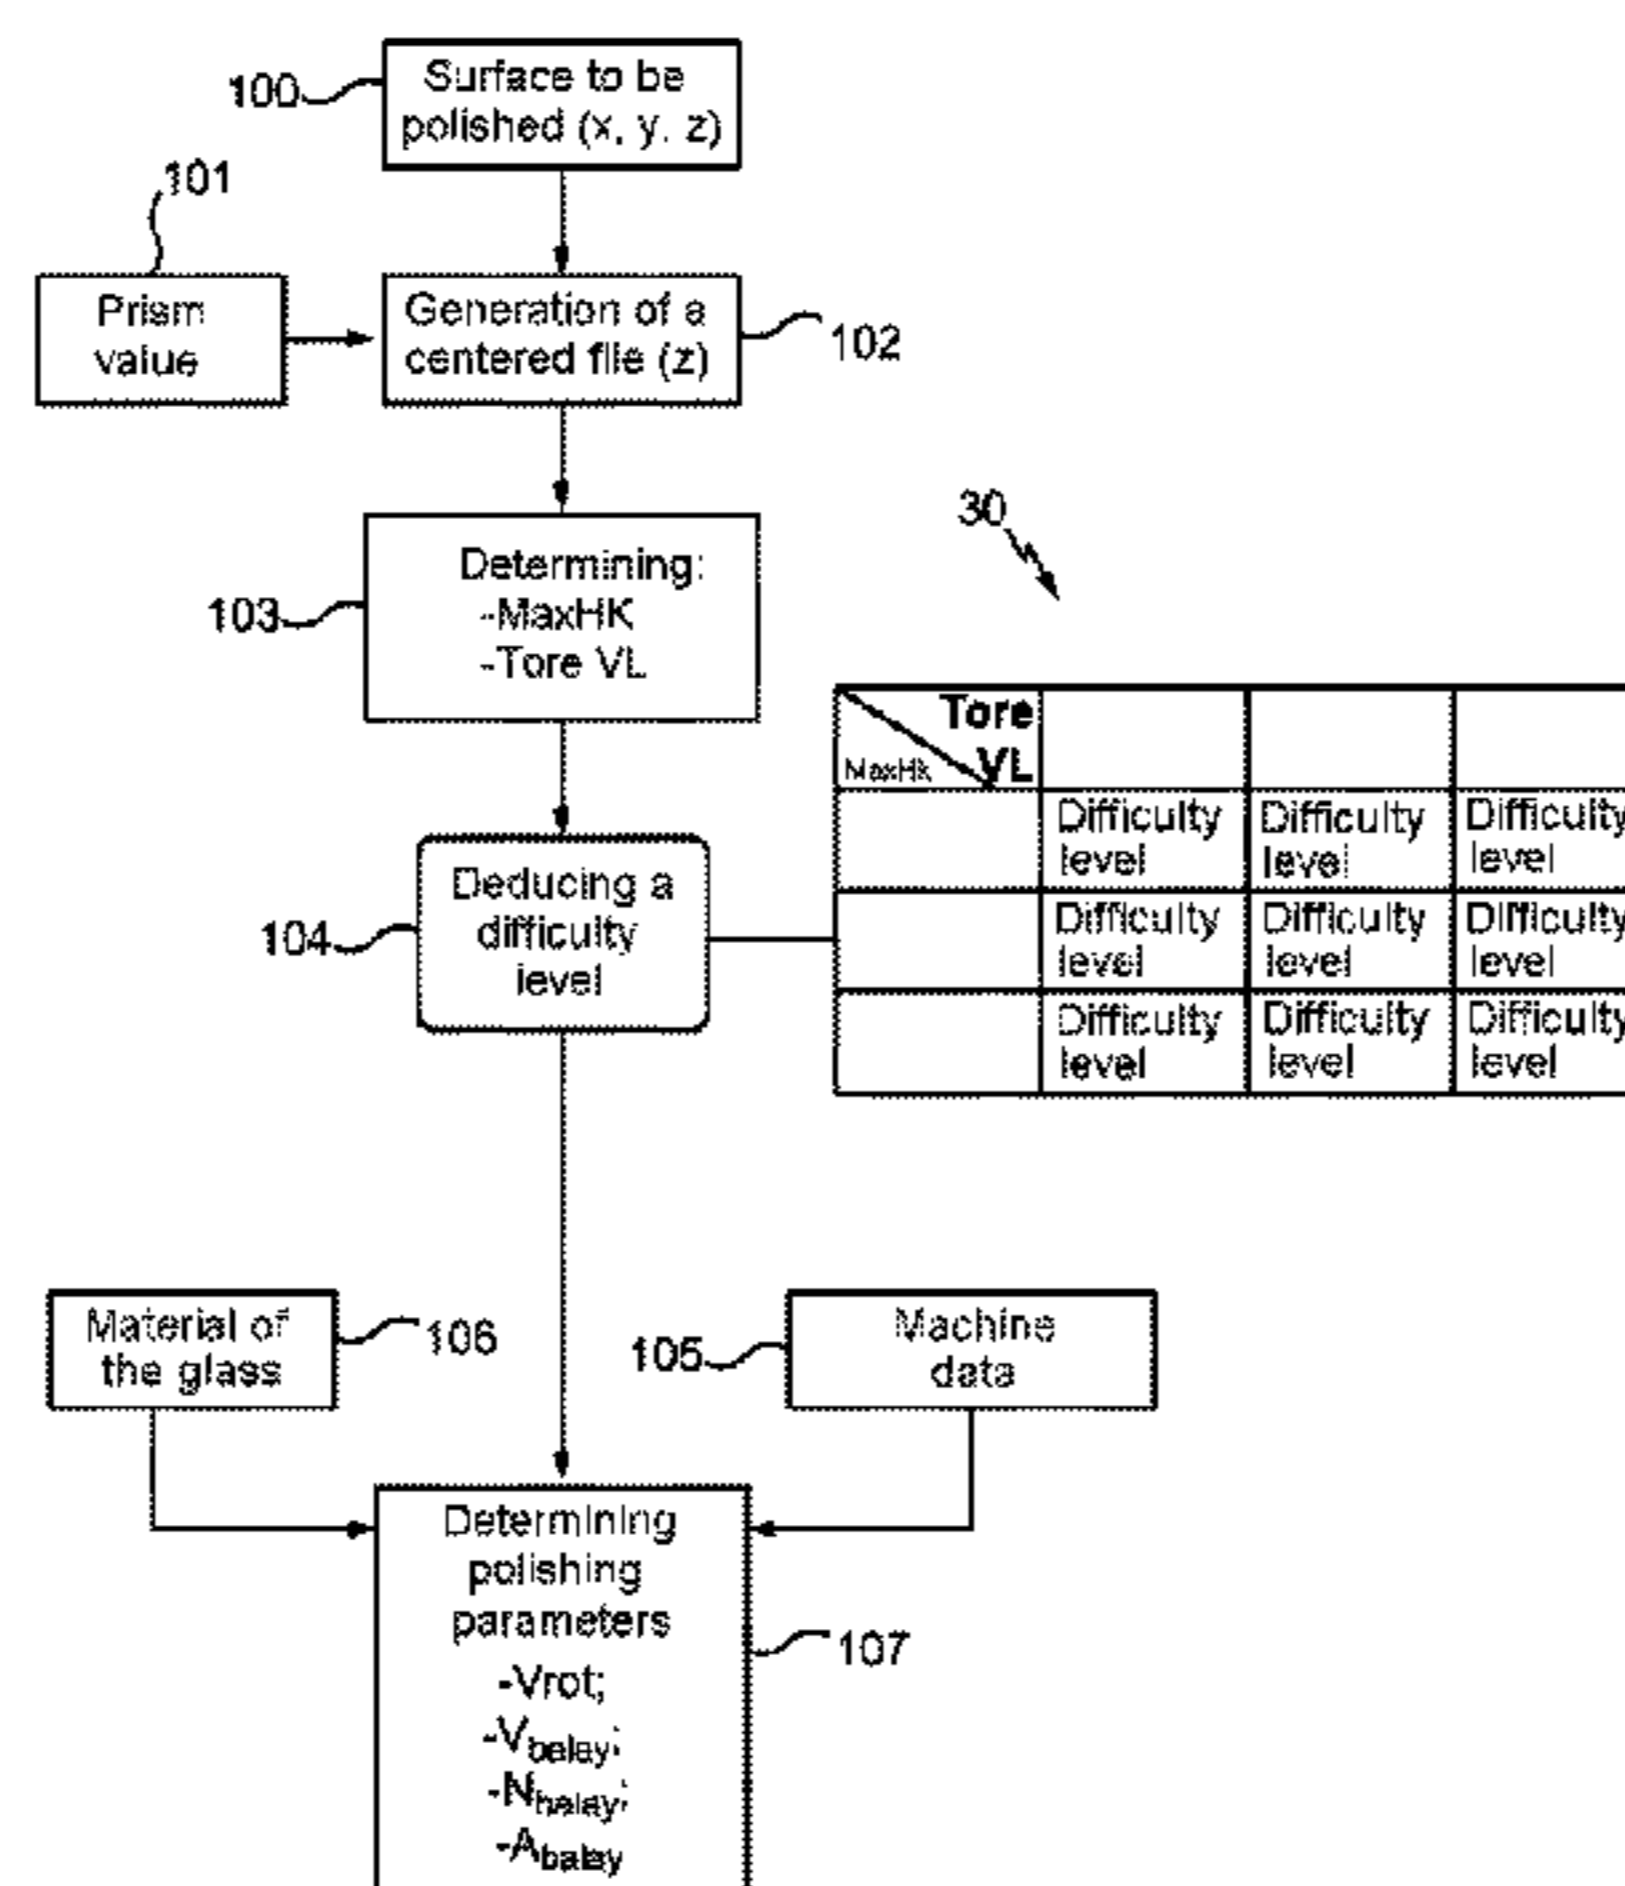 100
Surface to be
polished (x, y, z)
101
Prism
value
Generation of a
centered file (z)
102
30
103
Determining:
-MaxHK
-Tore VL
Tore
VL
MaxHk
Difficulty
level
Difficulty
level
Difficulty
level
Difficulty
level
Difficulty
level
Difficulty
level
Difficulty
level
Difficulty
level
Difficulty
level
104
Deducing a
difficulty
level
Material of
the glass
106
105
Machine
data
Determining
polishing
parameters
-Vrot;
-Vbalay;
-Nbalay;
-Abalay
107